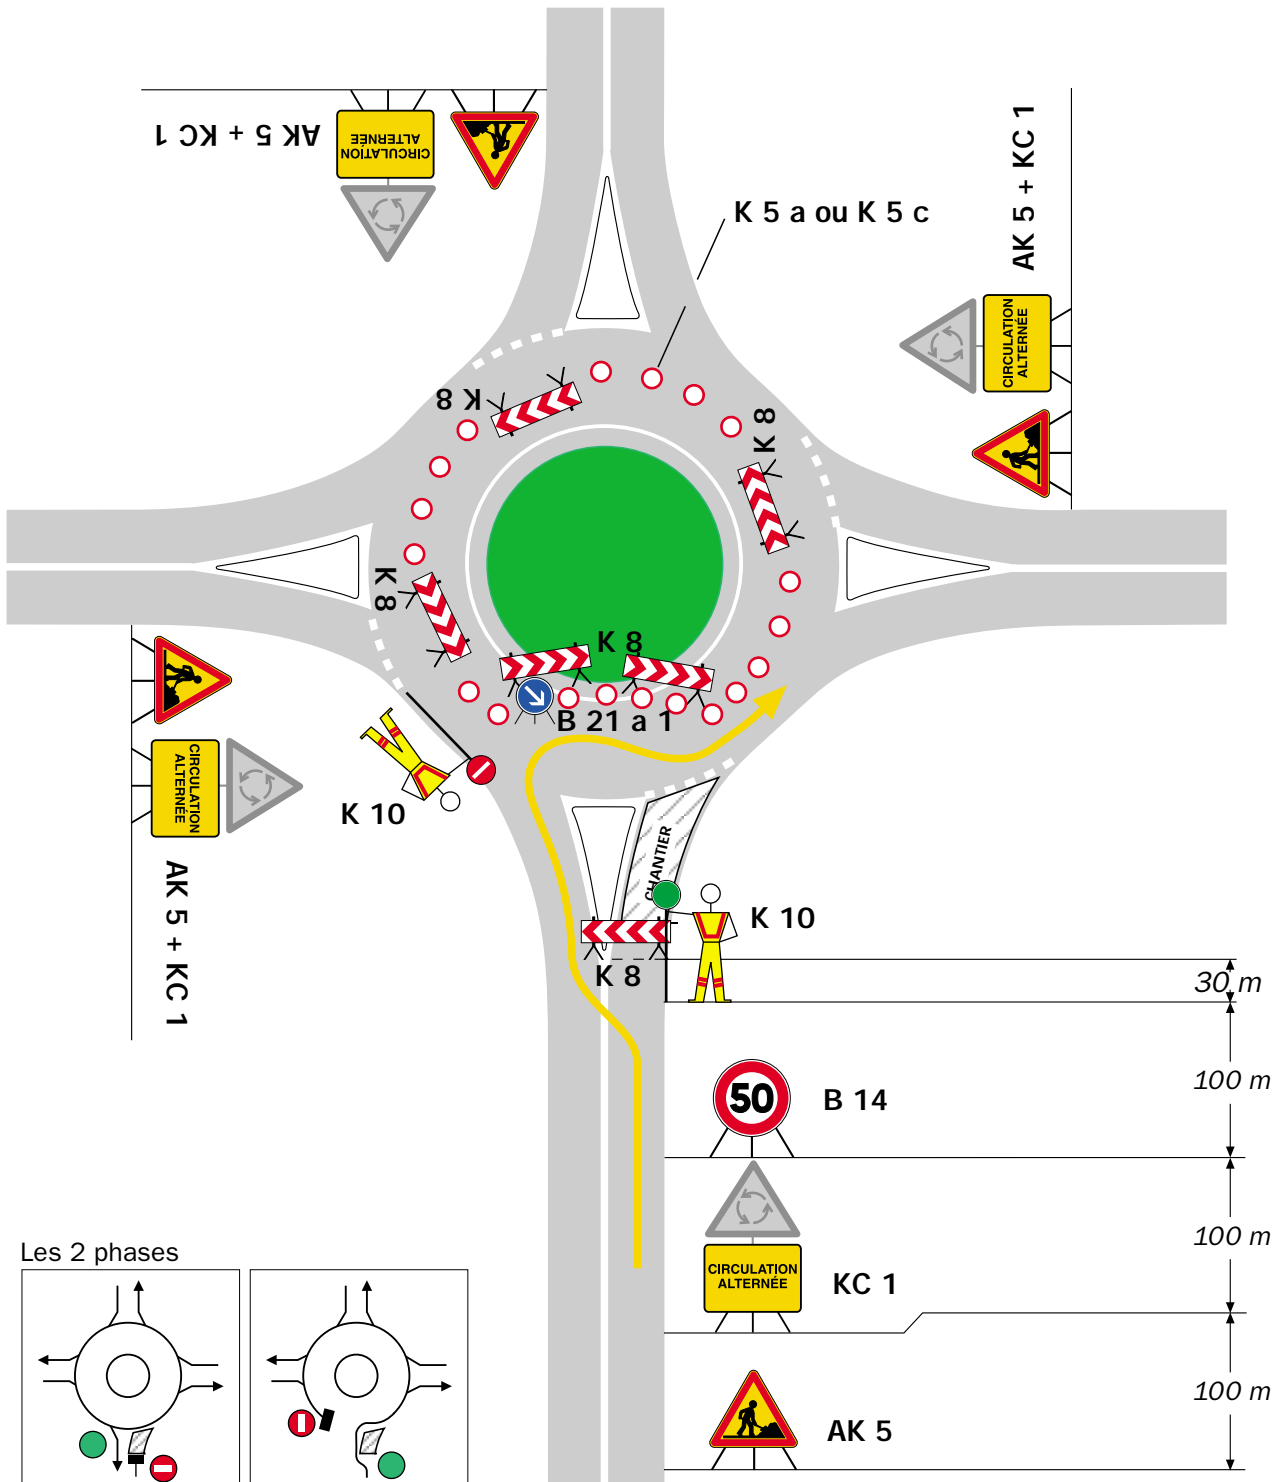 AK 5 + KC 1
CIRCULATION
ALTERNÉE
K 5 a ou K 5 c
AK 5 + KC 1
CIRCULATION
ALTERNÉE
K 8
K 8
K 8
K 8
B 21 a 1
K 10
CIRCULATION
ALTERNÉE
AK 5 + KC 1
CHANTIER
K 10
K 8
30 m
50
B 14
100 m
CIRCULATION
ALTERNÉE
KC 1
100 m
AK 5
100 m
Les 2 phases